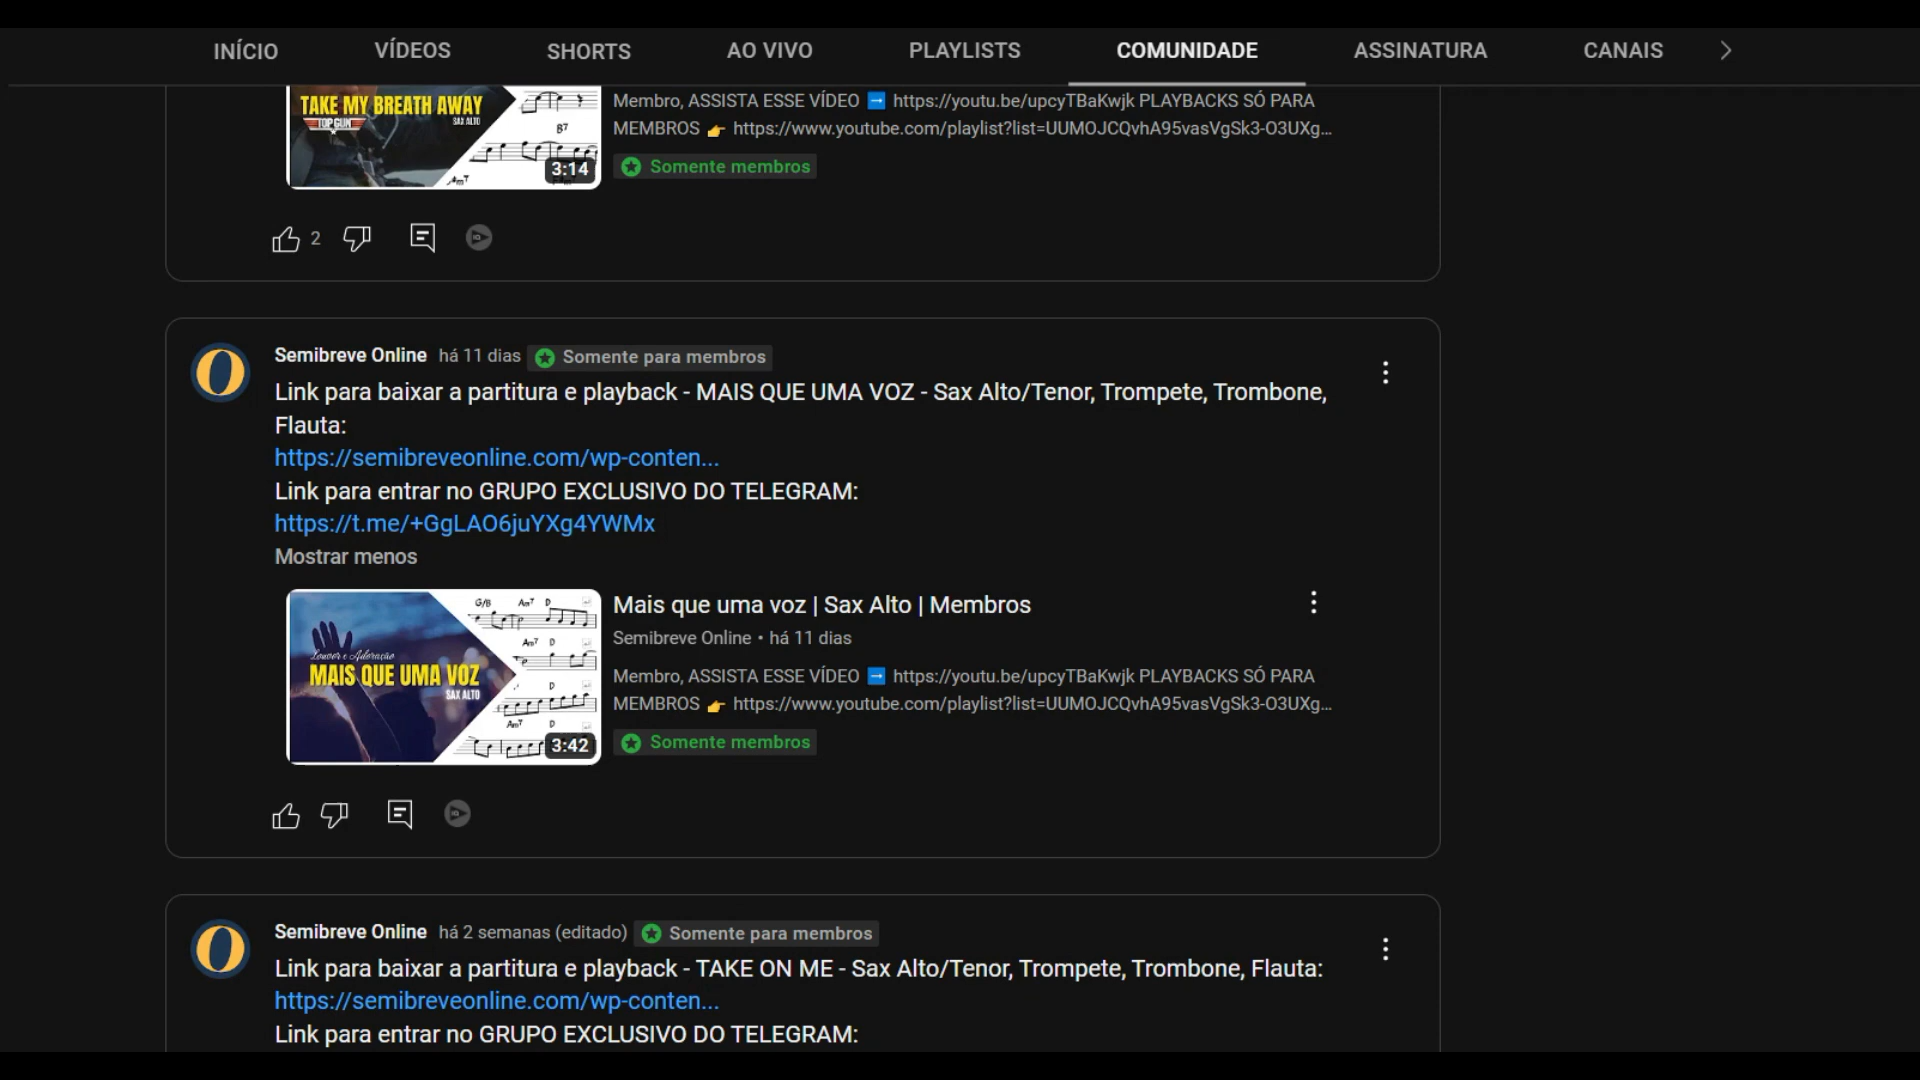 INÍCIO VÍDEOS SHORTS AO VIVO PLAYLISTS COMUNIDADE ASSINATURA CANAIS
TAKE MY BREATH AWAY
SAX ALTO
TOP GUN
B7
Am7
3:14
Membro, ASSISTA ESSE VÍDEO ➡️ https://youtu.be/upcyTBaKwjk PLAYBACKS SÓ PARA
MEMBROS 👉 https://www.youtube.com/playlist?list=UUMOJCQvhA95vasVgSk3-O3UXg...
Somente membros
2
Semibreve Online há 11 dias Somente para membros
Link para baixar a partitura e playback - MAIS QUE UMA VOZ - Sax Alto/Tenor, Trompete, Trombone,
Flauta:
https://semibreveonline.com/wp-conten...
Link para entrar no GRUPO EXCLUSIVO DO TELEGRAM:
https://t.me/+GgLAO6juYXg4YWMx
Mostrar menos
G/B Am7 D
Am7 D
Louvor e Adoração
MAIS QUE UMA VOZ
SAX ALTO
D
Am7 D
3:42
Mais que uma voz | Sax Alto | Membros
Semibreve Online • há 11 dias
Membro, ASSISTA ESSE VÍDEO ➡️ https://youtu.be/upcyTBaKwjk PLAYBACKS SÓ PARA
MEMBROS 👉 https://www.youtube.com/playlist?list=UUMOJCQvhA95vasVgSk3-O3UXg...
Somente membros
Semibreve Online há 2 semanas (editado) Somente para membros
Link para baixar a partitura e playback - TAKE ON ME - Sax Alto/Tenor, Trompete, Trombone, Flauta:
https://semibreveonline.com/wp-conten...
Link para entrar no GRUPO EXCLUSIVO DO TELEGRAM: